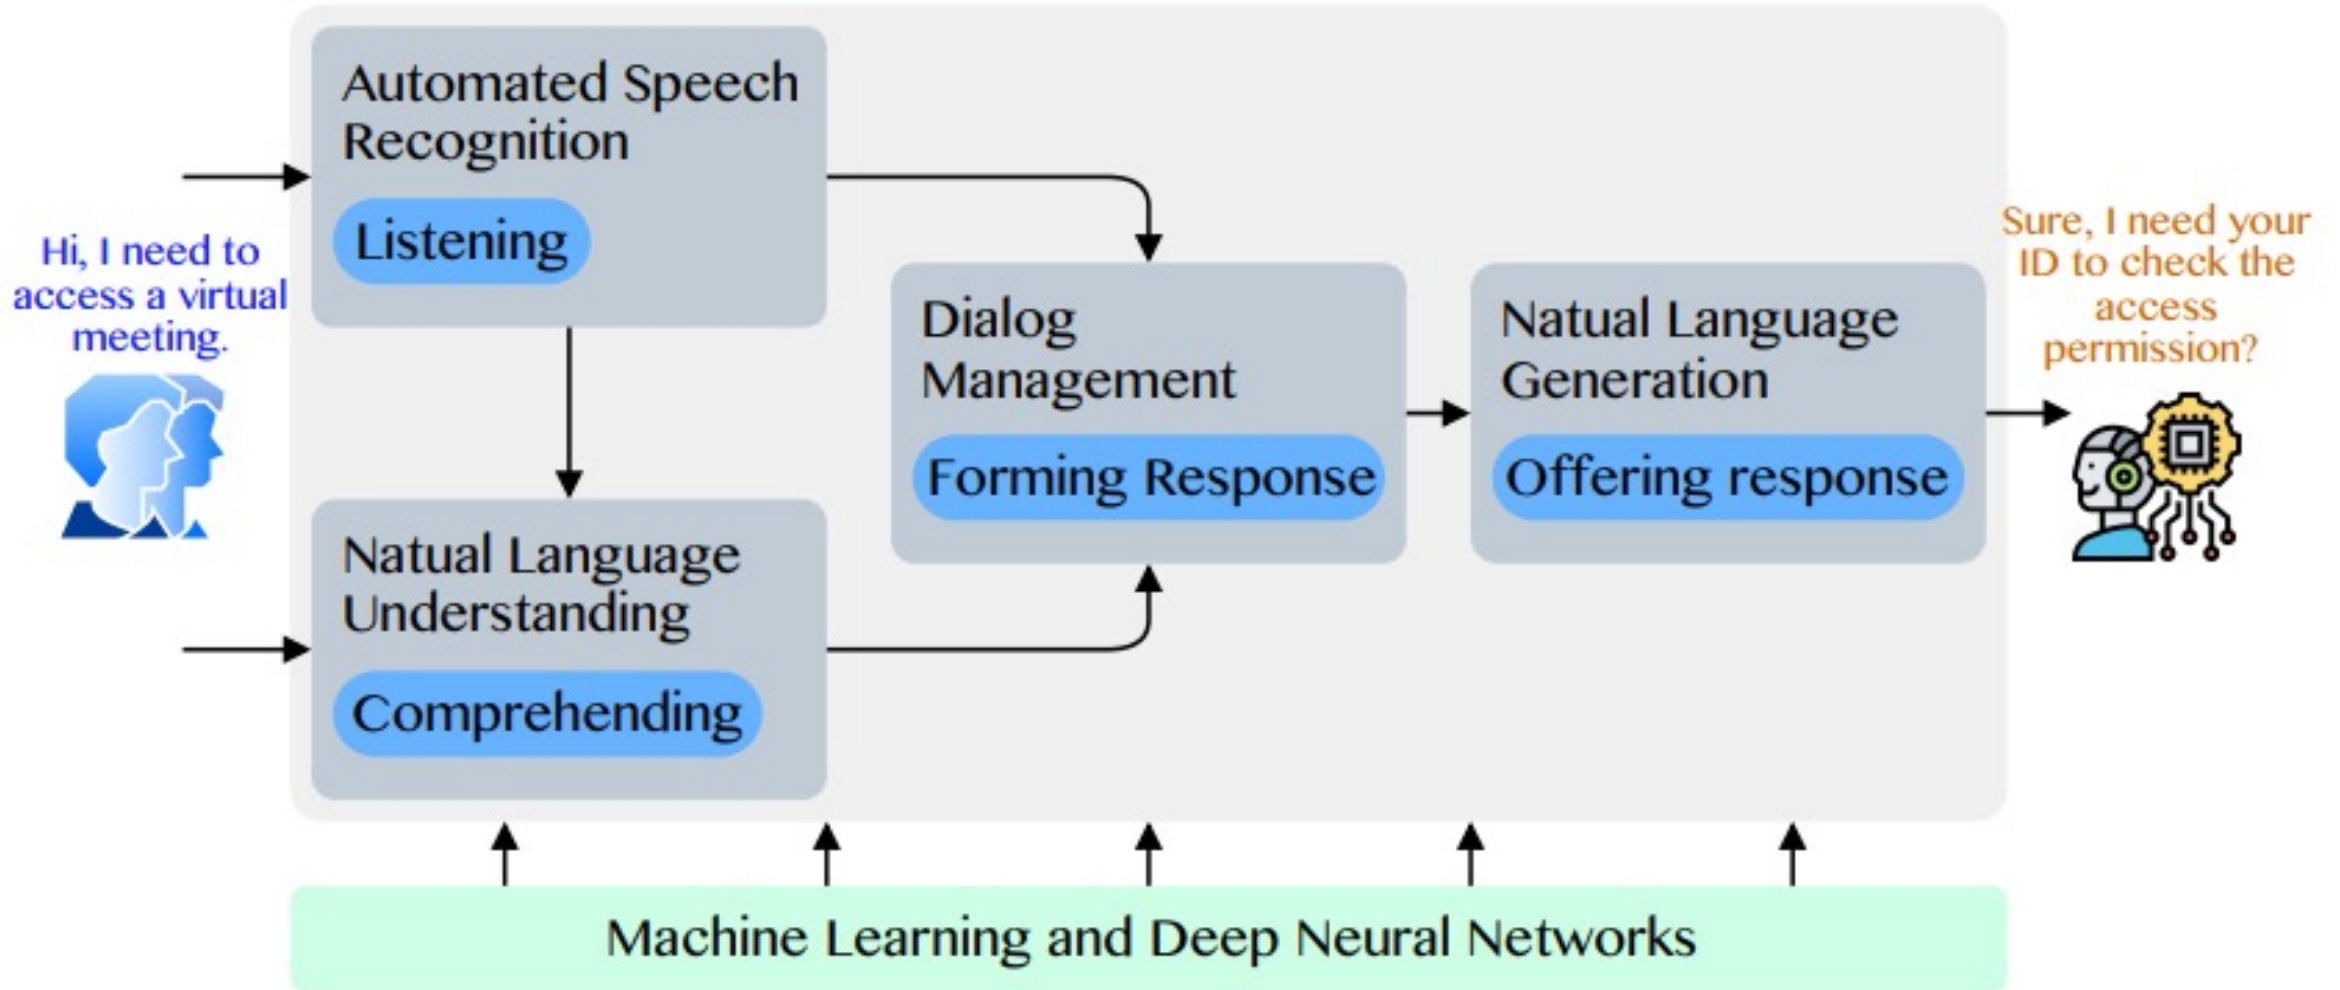 Hi, I need to
access a virtual
meeting.
Automated Speech
Recognition
Listening
Natual Language
Understanding
Comprehending
Dialog
Management
Forming Response
Natual Language
Generation
Offering response
Sure, I need your
ID to check the
access
permission?
Machine Learning and Deep Neural Networks